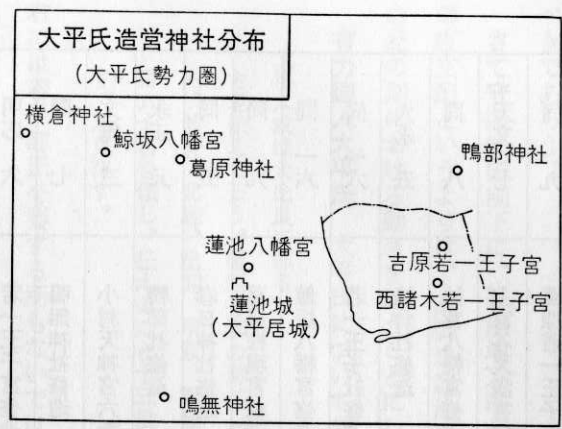 大平氏造営神社分布
(大平氏勢力圏)
横倉神社
鯨坂八幡宮
葛原神社
鴨部神社
蓮池八幡宮
蓮池城
(大平居城)
吉原若一王子宮
西諸木若一王子宮
鳴無神社